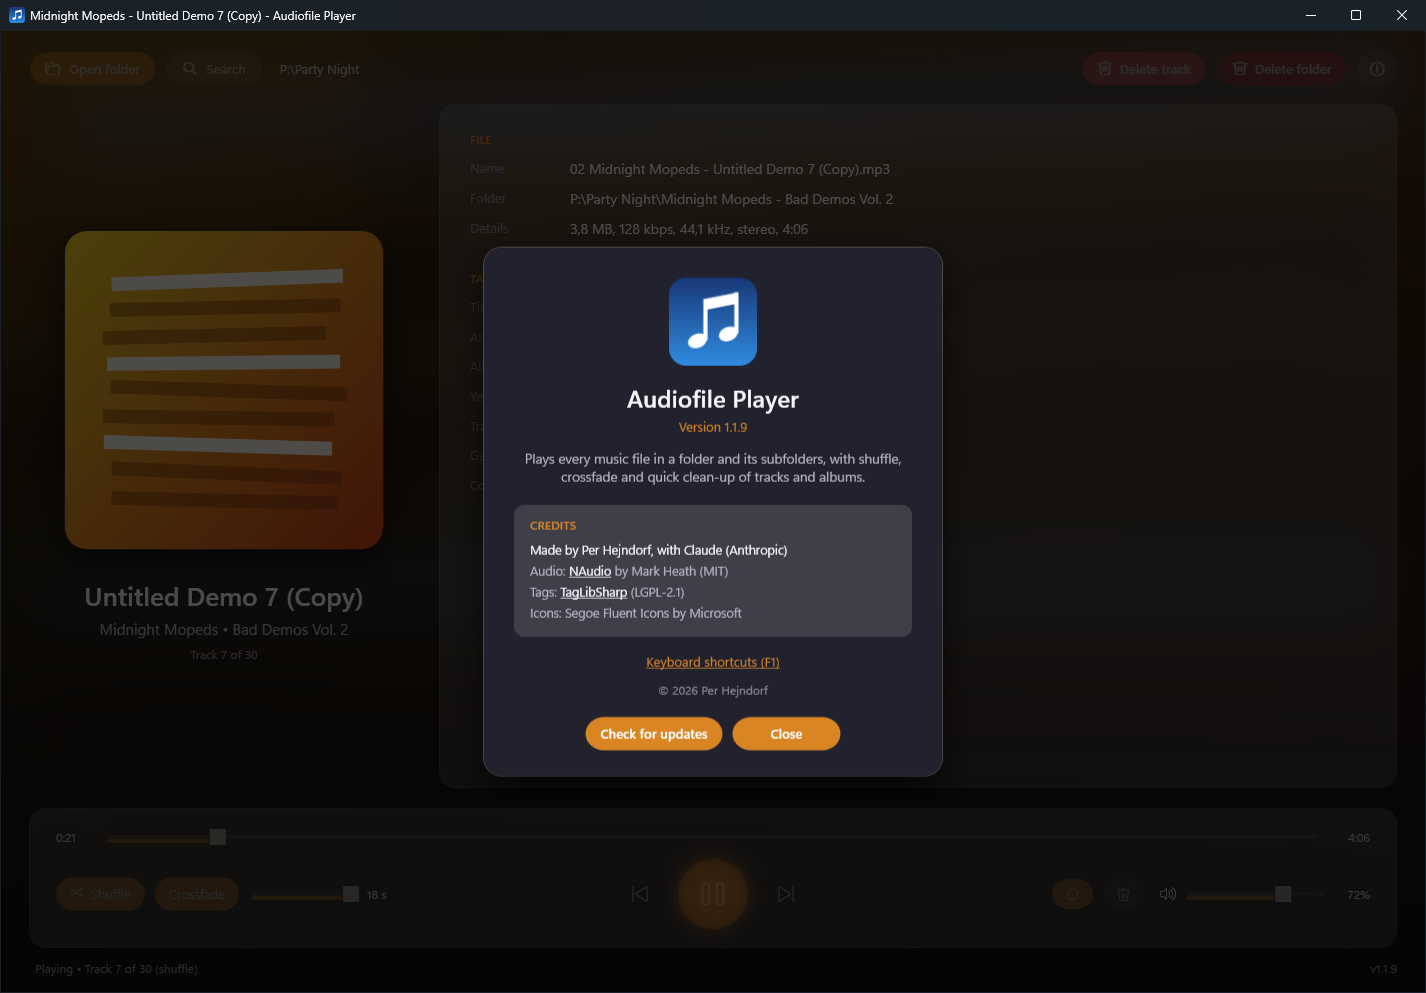 Midnight Mopeds - Untitled Demo 7 (Copy) - Audiofile Player
Open folder
Search
P:\Party Night
Delete track
Delete folder
FILE
Name
02 Midnight Mopeds - Untitled Demo 7 (Copy).mp3
Folder
P:\Party Night\Midnight Mopeds - Bad Demos Vol. 2
Details
3,8 MB, 128 kbps, 44,1 kHz, stereo, 4:06
Audiofile Player
Version 1.1.9
Plays every music file in a folder and its subfolders, with shuffle,
crossfade and quick clean-up of tracks and albums.
CREDITS
Made by Per Hejndorf, with Claude (Anthropic)
Audio: NAudio by Mark Heath (MIT)
Tags: TagLibSharp (LGPL-2.1)
Icons: Segoe Fluent Icons by Microsoft
Keyboard shortcuts (F1)
© 2026 Per Hejndorf
Check for updates
Close
Untitled Demo 7 (Copy)
Midnight Mopeds • Bad Demos Vol. 2
Track 7 of 30
0:21
4:06
Shuffle
Crossfade
18 s
72%
Playing • Track 7 of 30 (shuffle)
v1.1.9